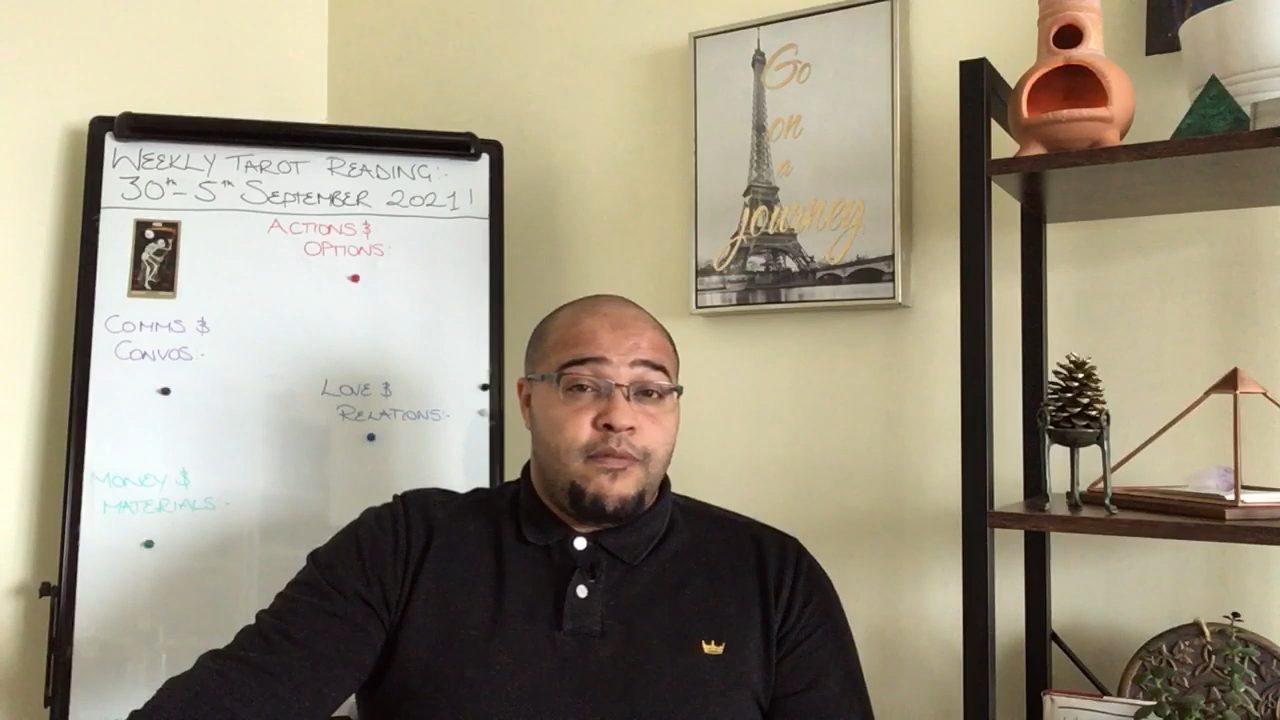 WEEKLY TAROT READING:-
30th - 5th SEPTEMBER 2021!
ACTIONS &
OPTIONS:
COMMS &
CONVOS:-
LOVE &
RELATIONS:-
MONEY &
MATERIALS:-
Go
on
a
journey